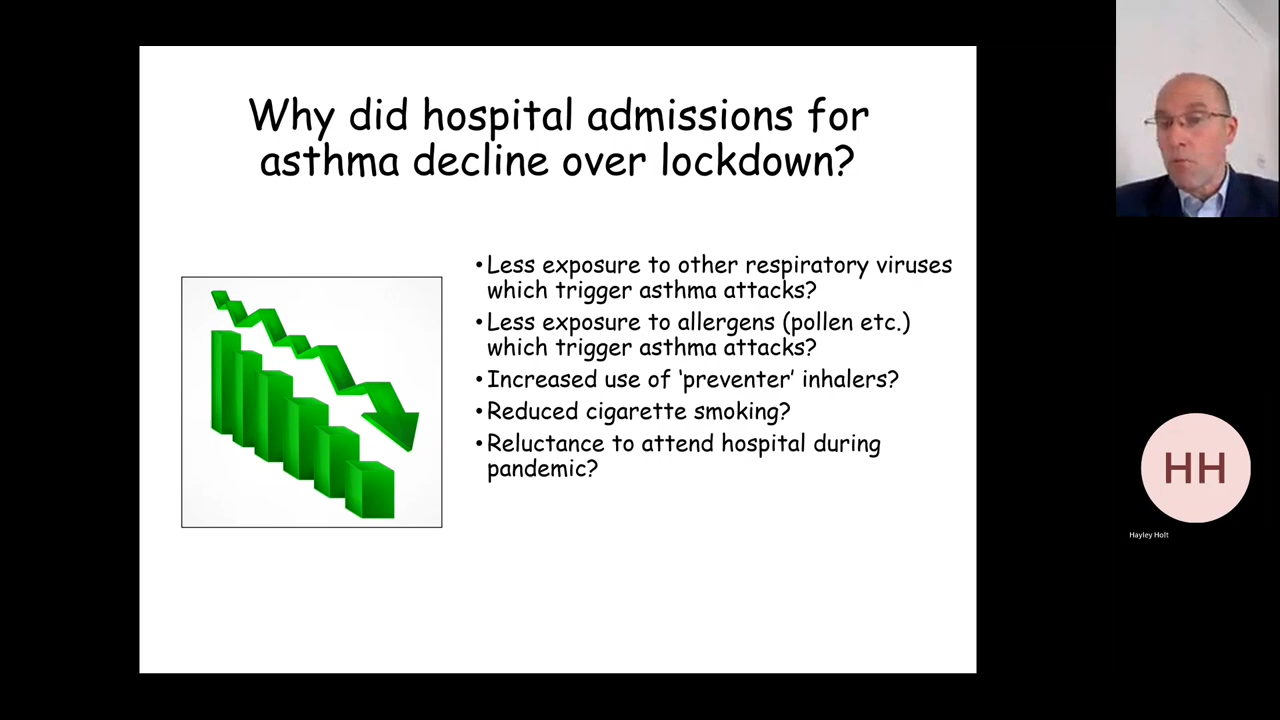 Why did hospital admissions for
asthma decline over lockdown?
•Less exposure to other respiratory viruses
which trigger asthma attacks?
•Less exposure to allergens (pollen etc.)
which trigger asthma attacks?
•Increased use of ‘preventer’ inhalers?
•Reduced cigarette smoking?
•Reluctance to attend hospital during
pandemic?
HH
Hayley Holt